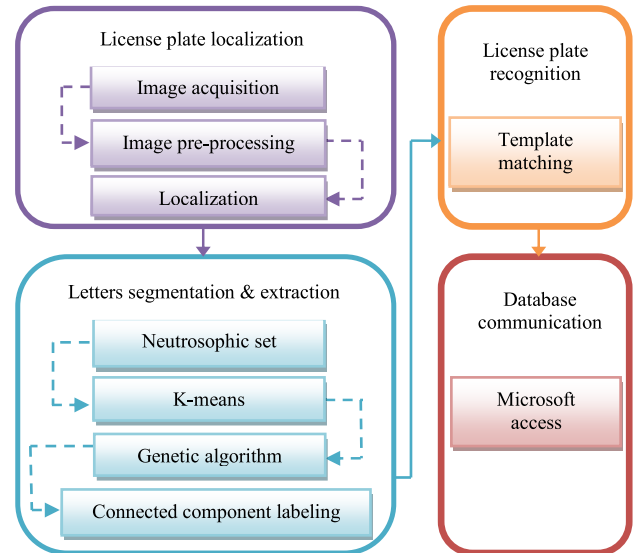 License plate localization
Image acquisition
Image pre-processing
Localization
Letters segmentation & extraction
Neutrosophic set
K-means
Genetic algorithm
Connected component labeling
License plate
recognition
Template
matching
Database
communication
Microsoft
access